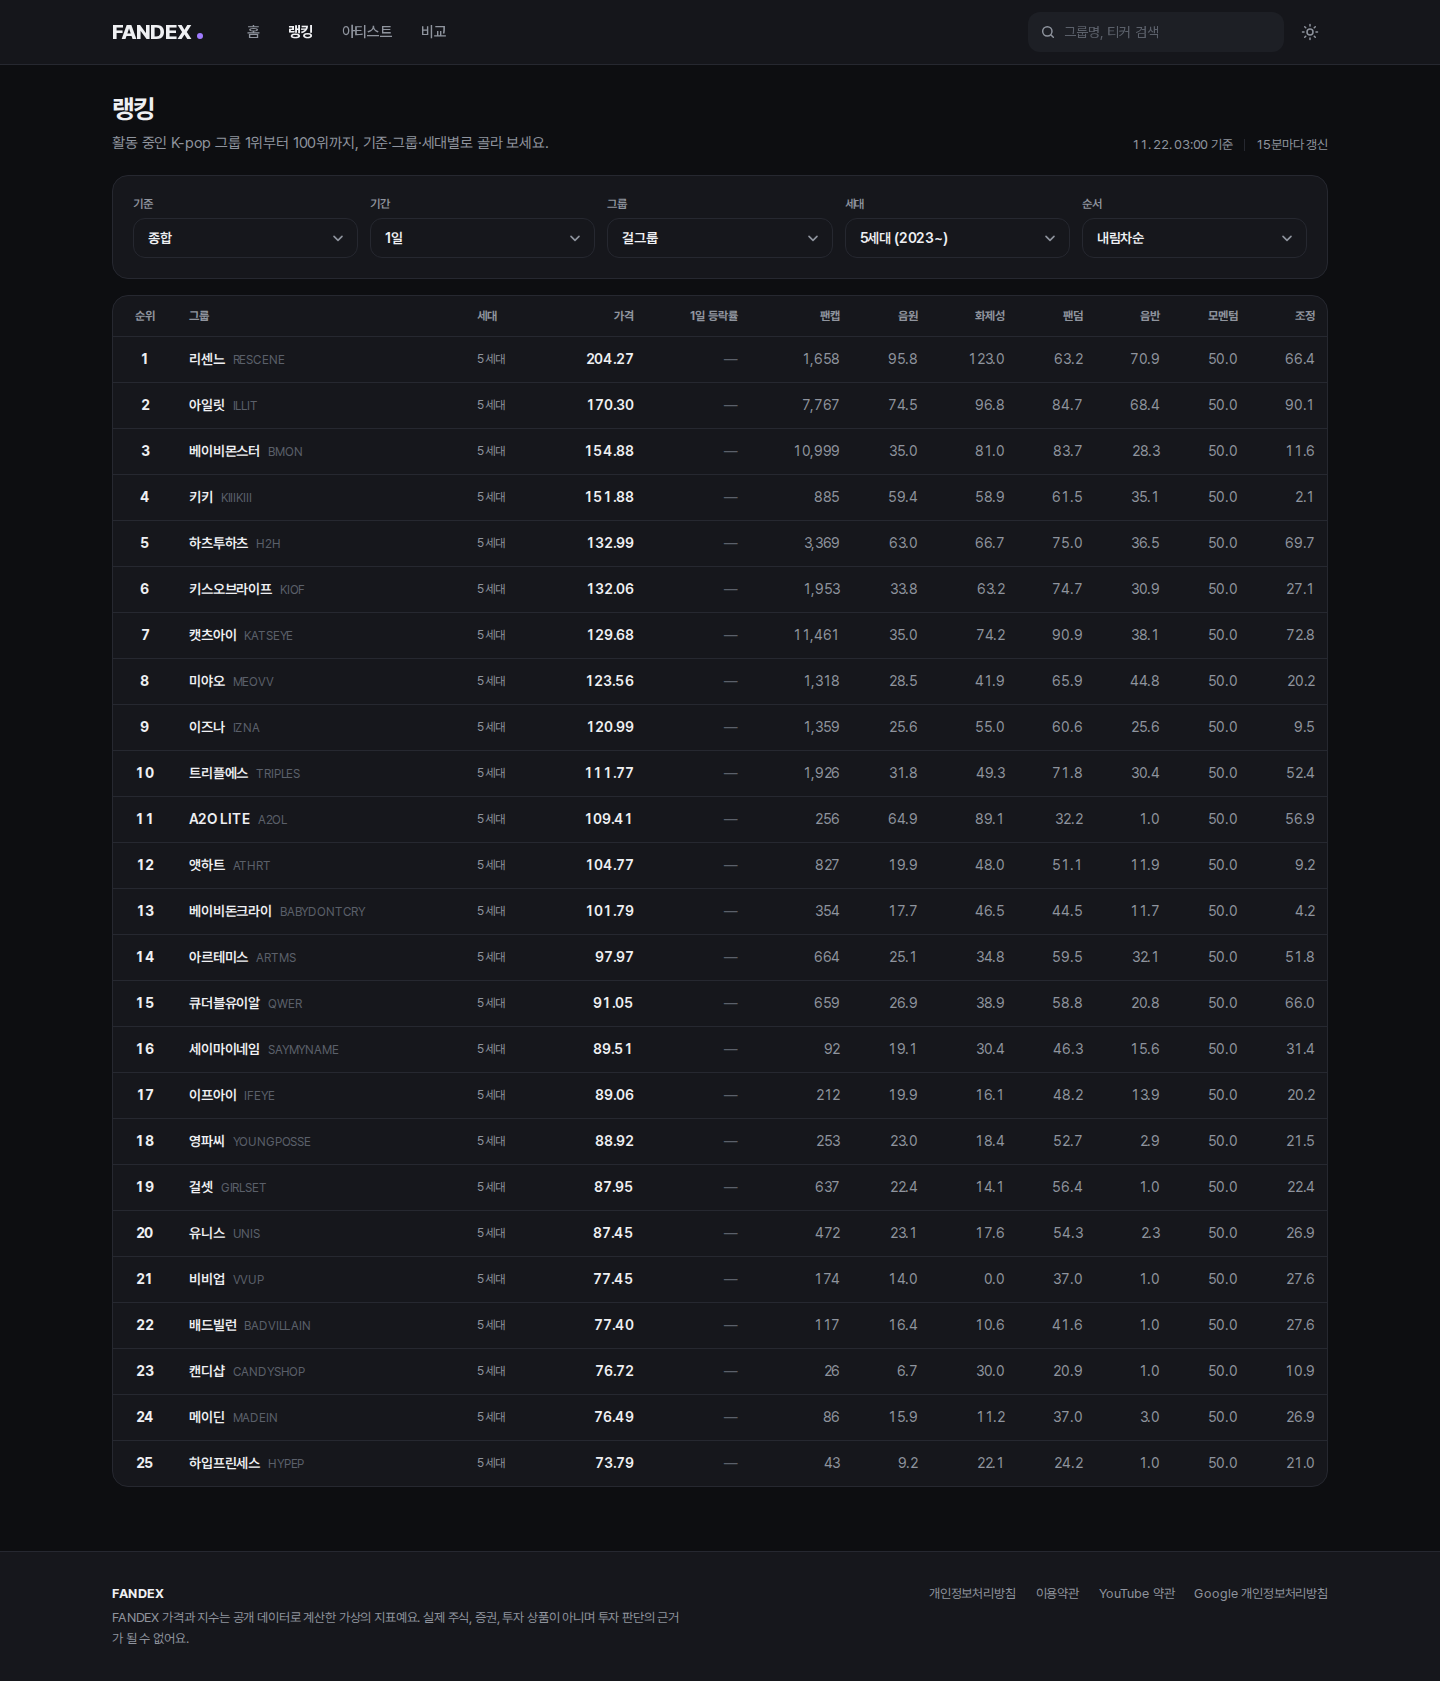 FANDEX 홈 랭킹 아티스트 비교 그룹명, 티커 검색
랭킹
활동 중인 K-pop 그룹 1위부터 100위까지, 기준·그룹·세대별로 골라 보세요.
11. 22. 03:00 기준 15분마다 갱신
기준 기간 그룹 세대 순서
종합 1일 걸그룹 5세대 (2023~) 내림차순
순위 그룹 세대 가격 1일 등락률 팬캡 음원 화제성 팬덤 음반 모멘텀 조정
1 리센느 RESCENE 5세대 204.27 — 1,658 95.8 123.0 63.2 70.9 50.0 66.4
2 아일릿 ILLIT 5세대 170.30 — 7,767 74.5 96.8 84.7 68.4 50.0 90.1
3 베이비몬스터 BMON 5세대 154.88 — 10,999 35.0 81.0 83.7 28.3 50.0 11.6
4 키키 KIIIKIII 5세대 151.88 — 885 59.4 58.9 61.5 35.1 50.0 2.1
5 하츠투하츠 H2H 5세대 132.99 — 3,369 63.0 66.7 75.0 36.5 50.0 69.7
6 키스오브라이프 KIOF 5세대 132.06 — 1,953 33.8 63.2 74.7 30.9 50.0 27.1
7 캣츠아이 KATSEYE 5세대 129.68 — 11,461 35.0 74.2 90.9 38.1 50.0 72.8
8 미야오 MEOVV 5세대 123.56 — 1,318 28.5 41.9 65.9 44.8 50.0 20.2
9 이즈나 IZNA 5세대 120.99 — 1,359 25.6 55.0 60.6 25.6 50.0 9.5
10 트리플에스 TRIPLES 5세대 111.77 — 1,926 31.8 49.3 71.8 30.4 50.0 52.4
11 A2O LITE A2OL 5세대 109.41 — 256 64.9 89.1 32.2 1.0 50.0 56.9
12 앳하트 ATHRT 5세대 104.77 — 827 19.9 48.0 51.1 11.9 50.0 9.2
13 베이비돈크라이 BABYDONTCRY 5세대 101.79 — 354 17.7 46.5 44.5 11.7 50.0 4.2
14 아르테미스 ARTMS 5세대 97.97 — 664 25.1 34.8 59.5 32.1 50.0 51.8
15 큐더블유이알 QWER 5세대 91.05 — 659 26.9 38.9 58.8 20.8 50.0 66.0
16 세이마이네임 SAYMYNAME 5세대 89.51 — 92 19.1 30.4 46.3 15.6 50.0 31.4
17 이프아이 IFEYE 5세대 89.06 — 212 19.9 16.1 48.2 13.9 50.0 20.2
18 영파씨 YOUNGPOSSE 5세대 88.92 — 253 23.0 18.4 52.7 2.9 50.0 21.5
19 걸셋 GIRLSET 5세대 87.95 — 637 22.4 14.1 56.4 1.0 50.0 22.4
20 유니스 UNIS 5세대 87.45 — 472 23.1 17.6 54.3 2.3 50.0 26.9
21 비비업 VVUP 5세대 77.45 — 174 14.0 0.0 37.0 1.0 50.0 27.6
22 배드빌런 BADVILLAIN 5세대 77.40 — 117 16.4 10.6 41.6 1.0 50.0 27.6
23 캔디샵 CANDYSHOP 5세대 76.72 — 26 6.7 30.0 20.9 1.0 50.0 10.9
24 메이딘 MADEIN 5세대 76.49 — 86 15.9 11.2 37.0 3.0 50.0 26.9
25 하입프린세스 HYPEP 5세대 73.79 — 43 9.2 22.1 24.2 1.0 50.0 21.0
FANDEX 개인정보처리방침 이용약관 YouTube 약관 Google 개인정보처리방침
FANDEX 가격과 지수는 공개 데이터로 계산한 가상의 지표예요. 실제 주식, 증권, 투자 상품이 아니며 투자 판단의 근거
가 될 수 없어요.